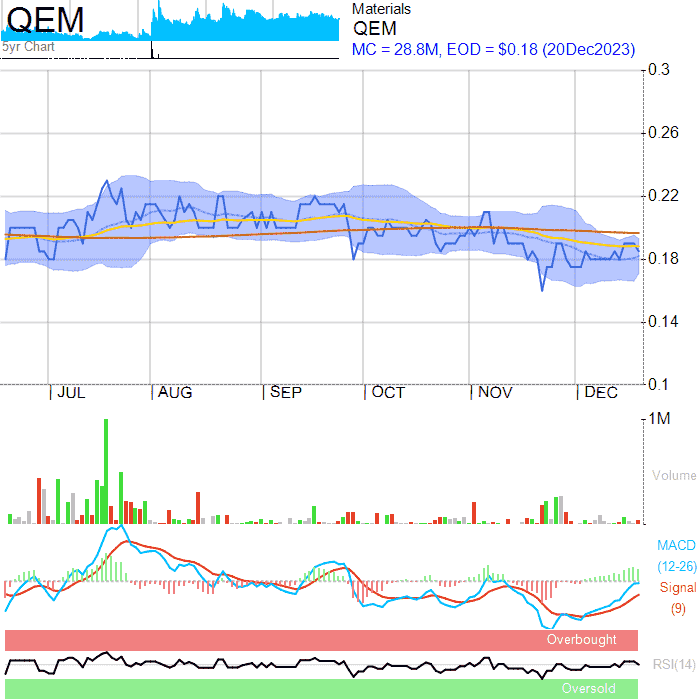 QEM
5yr Chart
Materials
QEM
MC = 28.8M, EOD = $0.18 (20Dec2023)
0.3
0.26
0.22
0.18
0.14
0.1
JUL AUG SEP OCT NOV DEC
1M
Volume
MACD
(12-26)
Signal
(9)
Overbought
RSI(14)
Oversold